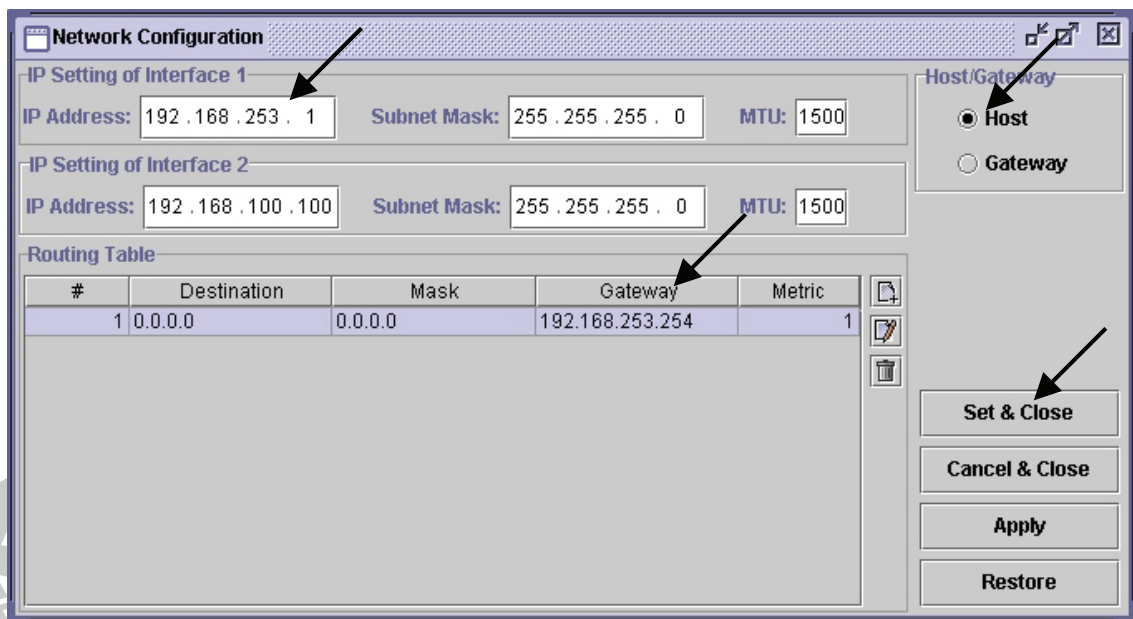 Network Configuration
IP Setting of Interface 1
IP Address: 192 . 168 . 253 . 1 Subnet Mask: 255 . 255 . 255 . 0 MTU: 1500
IP Setting of Interface 2
IP Address: 192 . 168 . 100 . 100 Subnet Mask: 255 . 255 . 255 . 0 MTU: 1500
Routing Table
# Destination Mask Gateway Metric
1 0.0.0.0 0.0.0.0 192.168.253.254 1
Host/Gateway
Host
Gateway
Set & Close
Cancel & Close
Apply
Restore